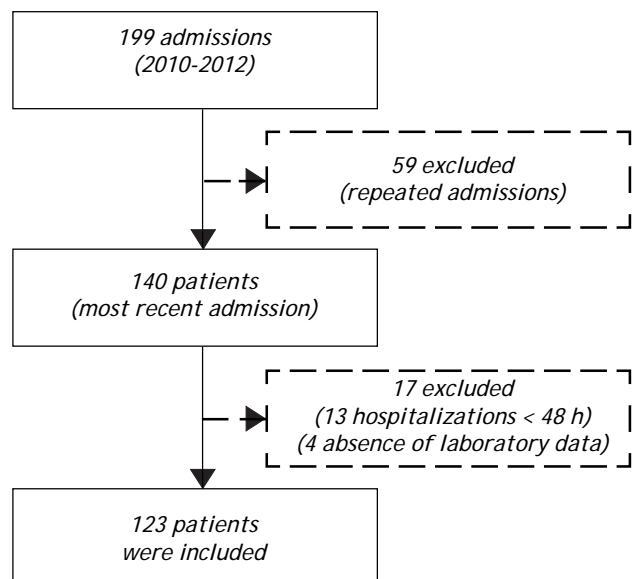 199 admissions
(2010-2012)
59 excluded
(repeated admissions)
140 patients
(most recent admission)
17 excluded
(13 hospitalizations < 48 h)
(4 absence of laboratory data)
123 patients
were included